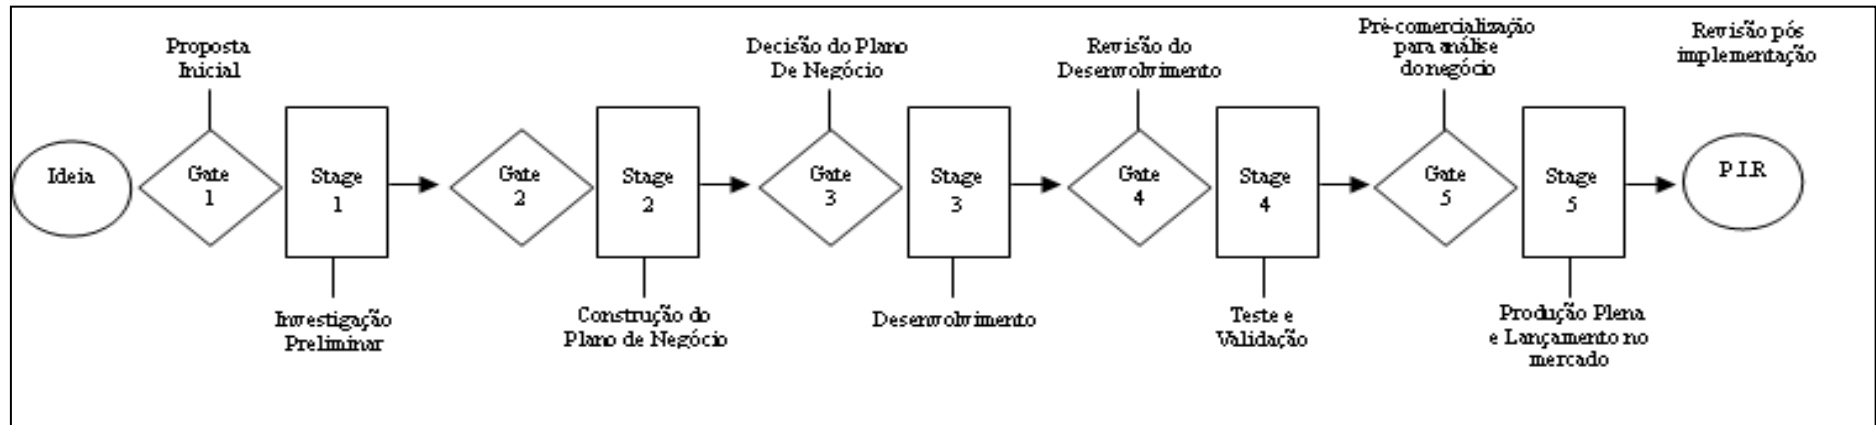 Proposta
Inicial
Decisão do Plano
De Negócio
Revisão do
Desenvolvimento
Pré-comercialização
para análise
do negócio
Revisão pós
implementação
Ideia
Gate
1
Stage
1
Gate
2
Stage
2
Gate
3
Stage
3
Gate
4
Stage
4
Gate
5
Stage
5
P.I.R
Investigação
Preliminar
Construção do
Plano de Negócio
Desenvolvimento
Teste e
Validação
Produção Plena
e Lançamento no
mercado